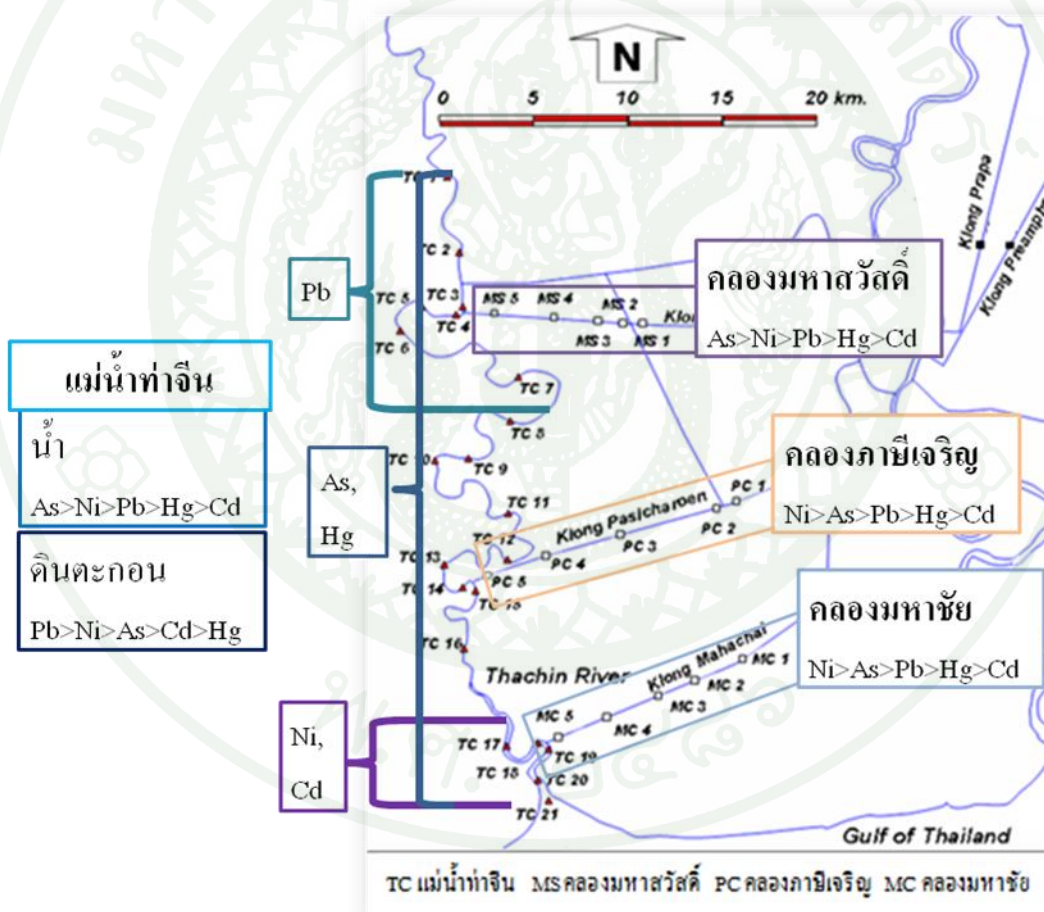 N
0 5 10 15 20 km.
Klong Prapa
TC 2
Pb
TC 5
TC 3
MS 5
MS 4
MS 2
คลองมหาสวัสดิ์
As>Ni>Pb>Hg>Cd
TC 4
MS 3
MS 1
TC 6
แม่น้ำท่าจีน
น้ำ
As>Ni>Pb>Hg>Cd
ดินตะกอน
Pb>Ni>As>Cd>Hg
TC 7
TC 8
TC 10
TC 9
As,
Hg
TC 11
คลองภาษีเจริญ
Ni>As>Pb>Hg>Cd
PC 1
Klong Pasicharoen
PC 2
PC 3
TC 12
PC 4
TC 13
PC 5
TC 14
TC 15
TC 16
คลองมหาชัย
Ni>As>Pb>Hg>Cd
Thachin River
Klong Mahachai
MC 1
MC 2
MC 3
MC 5
MC 4
Ni,
Cd
TC 17
TC 19
TC 18
TC 20
TC 21
Gulf of Thailand
TC แม่น้ำท่าจีน MS คลองมหาสวัสดิ์ PC คลองภาษีเจริญ MC คลองมหาชัย